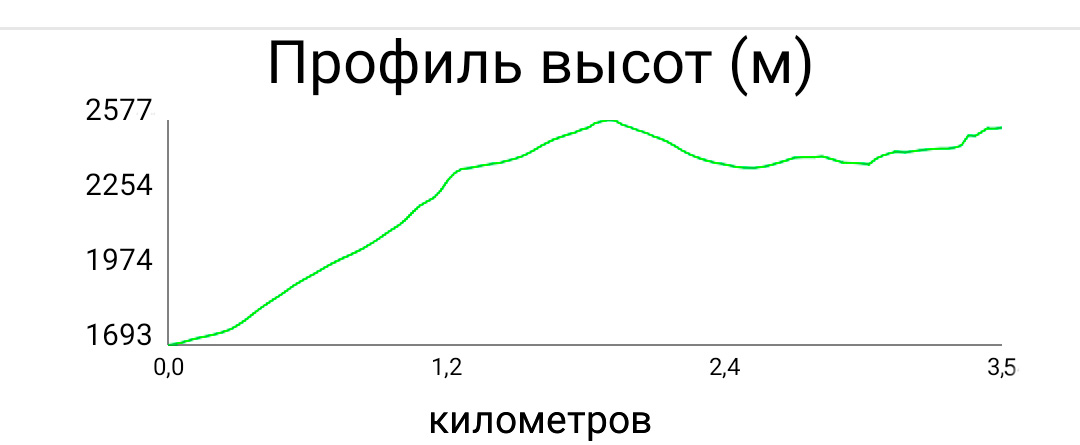 Профиль высот (м)
2577
2254
1974
1693
0,0 1,2 2,4 3,5
километров